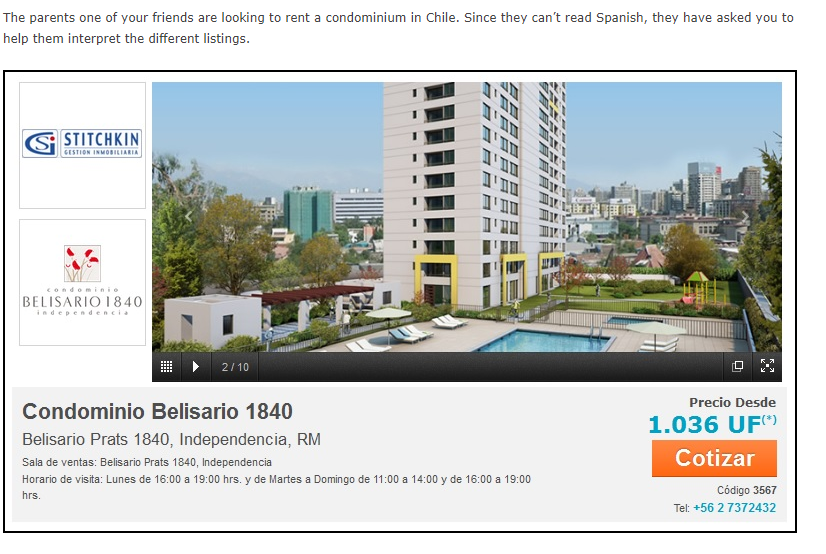 The parents one of your friends are looking to rent a condominium in Chile. Since they can't read Spanish, they have asked you to
help them interpret the different listings.
STITCHKIN
GESTION INMOBILIARIA
condominio
BELISARIO 1840
independencia
2 / 10
Condominio Belisario 1840
Belisario Prats 1840, Independencia, RM
Sala de ventas: Belisario Prats 1840, Independencia
Horario de visita: Lunes de 16:00 a 19:00 hrs. y de Martes a Domingo de 11:00 a 14:00 y de 16:00 a 19:00
hrs.
Precio Desde
1.036 UF(*)
Cotizar
Código 3567
Tel: +56 2 7372432